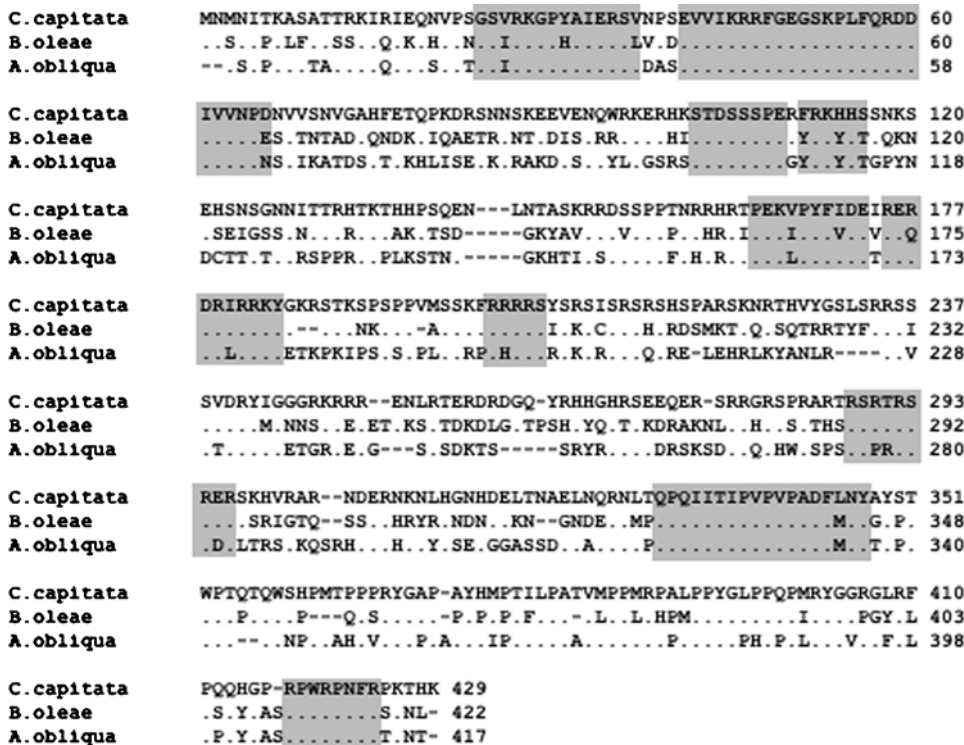 C.capitata MNMNITKASATTRKIRIEQNVPSGSVRKGPYAIERSVNPSEVVIKRRFGEGSKPLFQRDD 60
B.oleae ..S..P.LF..SS..Q.K.H..N..I...H....LV.D..................... 60
A.obliqua --.S.P...TA....Q...S..T..I..........DAS.................... 58
C.capitata IVVNPDNVVSNVGAHFETQPKDRSNNSKEEVENQWRKERHKSTDSSSPERFRKHHSSNKS 120
B.oleae .....ES.TNTAD.QNDK.IQAETR.NT.DIS.RR...HI.........Y..Y.T.QKN 120
A.obliqua .....NS.IKATDS.T.KHLISE.K.RAKD.S..YL.GSRS........GY..Y.TGPYN 118
C.capitata EHSNSGNNITTRHTKTHHPSQEN---LNTASKRRDSSPPTNRRHRTPEKVPYFIDEIRER 177
B.oleae .SEIGSS.N...R...AK.TSD-----GKYAV...V...P..HR.I...I...V..V..Q 175
A.obliqua DCTT.T..RSPPR..PLKSTN.-----GKHTI.S.....F.H.R.....L......T... 173
C.capitata DRIRRKYGKRSTKSPSPPVMSSKFRRRRSYSRSISRSRSHSPARSKNRTHVYGSLSRRSS 237
B.oleae ........--...NK...-A.........I.K.C...H.RDSMKT.Q.SQTRRTYF...I 232
A.obliqua ..L....ETKPKIPS.S.PL..RP.H...R.K.R...Q.RE-LEHRLKYANLR-----..V 228
C.capitata SVDRYIGGGRKRRR--ENLRTERDRDGQ-YRHHGHRSEEQER-SRRGRSPRARTRSRTRS 293
B.oleae .....M.NNS..E.ET.KS.TDKDLG.TPSH.YQ.T.KDRAKNL..H..S.THS...... 292
A.obliqua .T.....ETGR.E.G---S.SDKTS-----SRYR....DRSKSD..Q.HW.SPS..PR.. 280
C.capitata RERSKHVRAR--NDERNKNLHGNHDELTNAELNQRNLTQPQIITIPVPVPADFLNYAYST 351
B.oleae ....SRIGTQ--SS..HRYR.NDN..KN--GNDE..MP...............M..G.P. 348
A.obliqua .D.LTRS.KQSRH...H..Y.SE.GGASSD..A....P...............M..T.P. 340
C.capitata WPTQTQWSHPMTPPPRYGAP-AYHMPTILPATVMPPMRPALPPYGLPPQPMRYGGRGLRF 410
B.oleae ...P....P---Q.S.....-P.P.P.F...-L..L.HPM.......I.....PGY.L 403
A.obliqua ...--..NP..AH.V...P.A...IP.....A.......P.....PH.P.L...V...F.L 398
C.capitata PQQHGP-RPWRPNFRPKTHK 429
B.oleae .S.Y.AS........S.NL- 422
A.obliqua .P.Y.AS........T.NT- 417